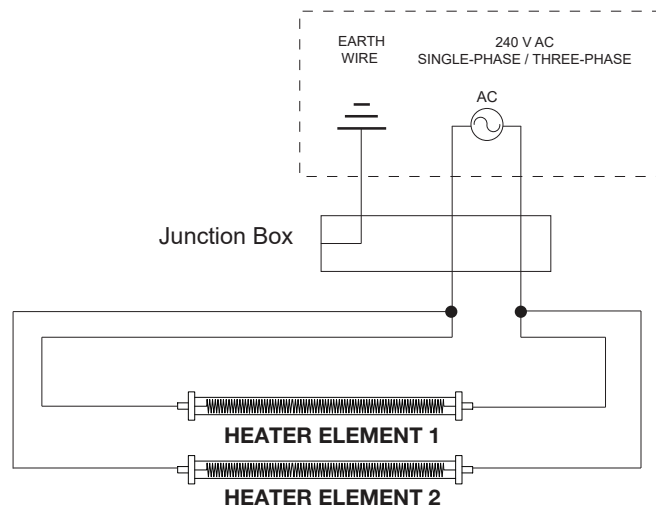 EARTH
WIRE
240 V AC
SINGLE-PHASE / THREE-PHASE
AC
Junction Box
HEATER ELEMENT 1
HEATER ELEMENT 2